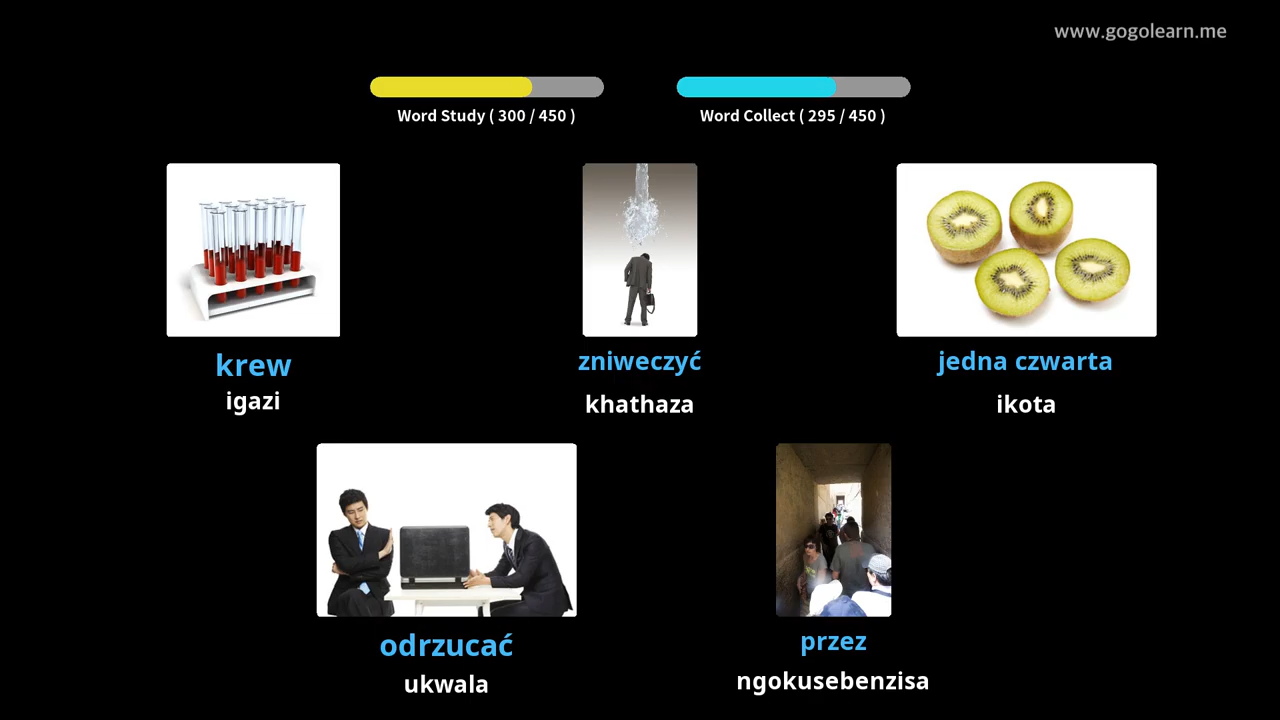 www.gogolearn.me
Word Study ( 300 / 450 )
Word Collect ( 295 / 450 )
krew
igazi
zniweczyć
khathaza
jedna czwarta
ikota
odrzucać
ukwala
przez
ngokusebenzisa